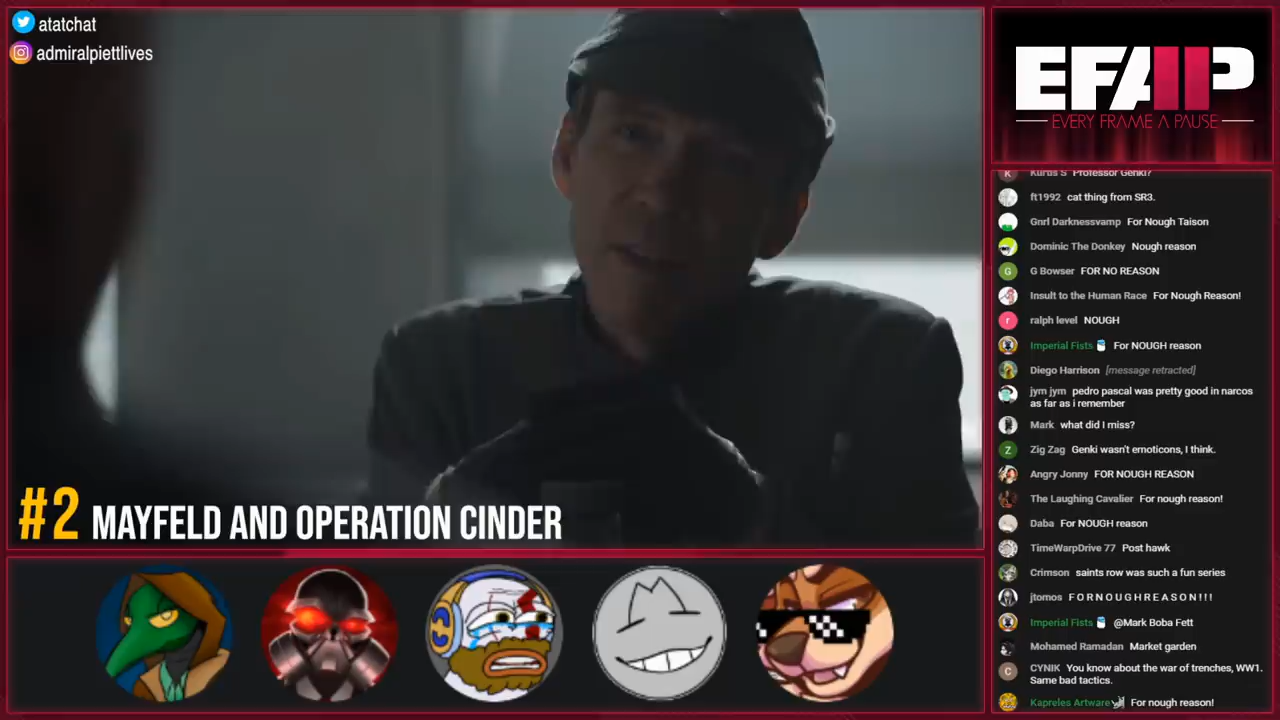 atatchat
admiralpiettlives
#2 MAYFELD AND OPERATION CINDER
EFAP
EVERY FRAME A PAUSE
K Kurbs S Professor Genki?
ft1992 cat thing from SR3.
Gnrl Darknessvamp For Nough Taison
Dominic The Donkey Nough reason
G G Bowser FOR NO REASON
Insult to the Human Race For Nough Reason!
r ralph level NOUGH
Imperial Fists For NOUGH reason
Diego Harrison [message retracted]
jym jym pedro pascal was pretty good in narcos
as far as i remember
Mark what did I miss?
Z Zig Zag Genki wasn't emoticons, I think.
Angry Jonny FOR NOUGH REASON
The Laughing Cavalier For nough reason!
Daba For NOUGH reason
TimeWarpDrive 77 Post hawk
Crimson saints row was such a fun series
jtomos F O R N O U G H R E A S O N ! ! !
Imperial Fists @Mark Boba Fett
Mohamed Ramadan Market garden
C CYNIK You know about the war of trenches, WW1.
Same bad tactics.
Kapreles Artware For nough reason!